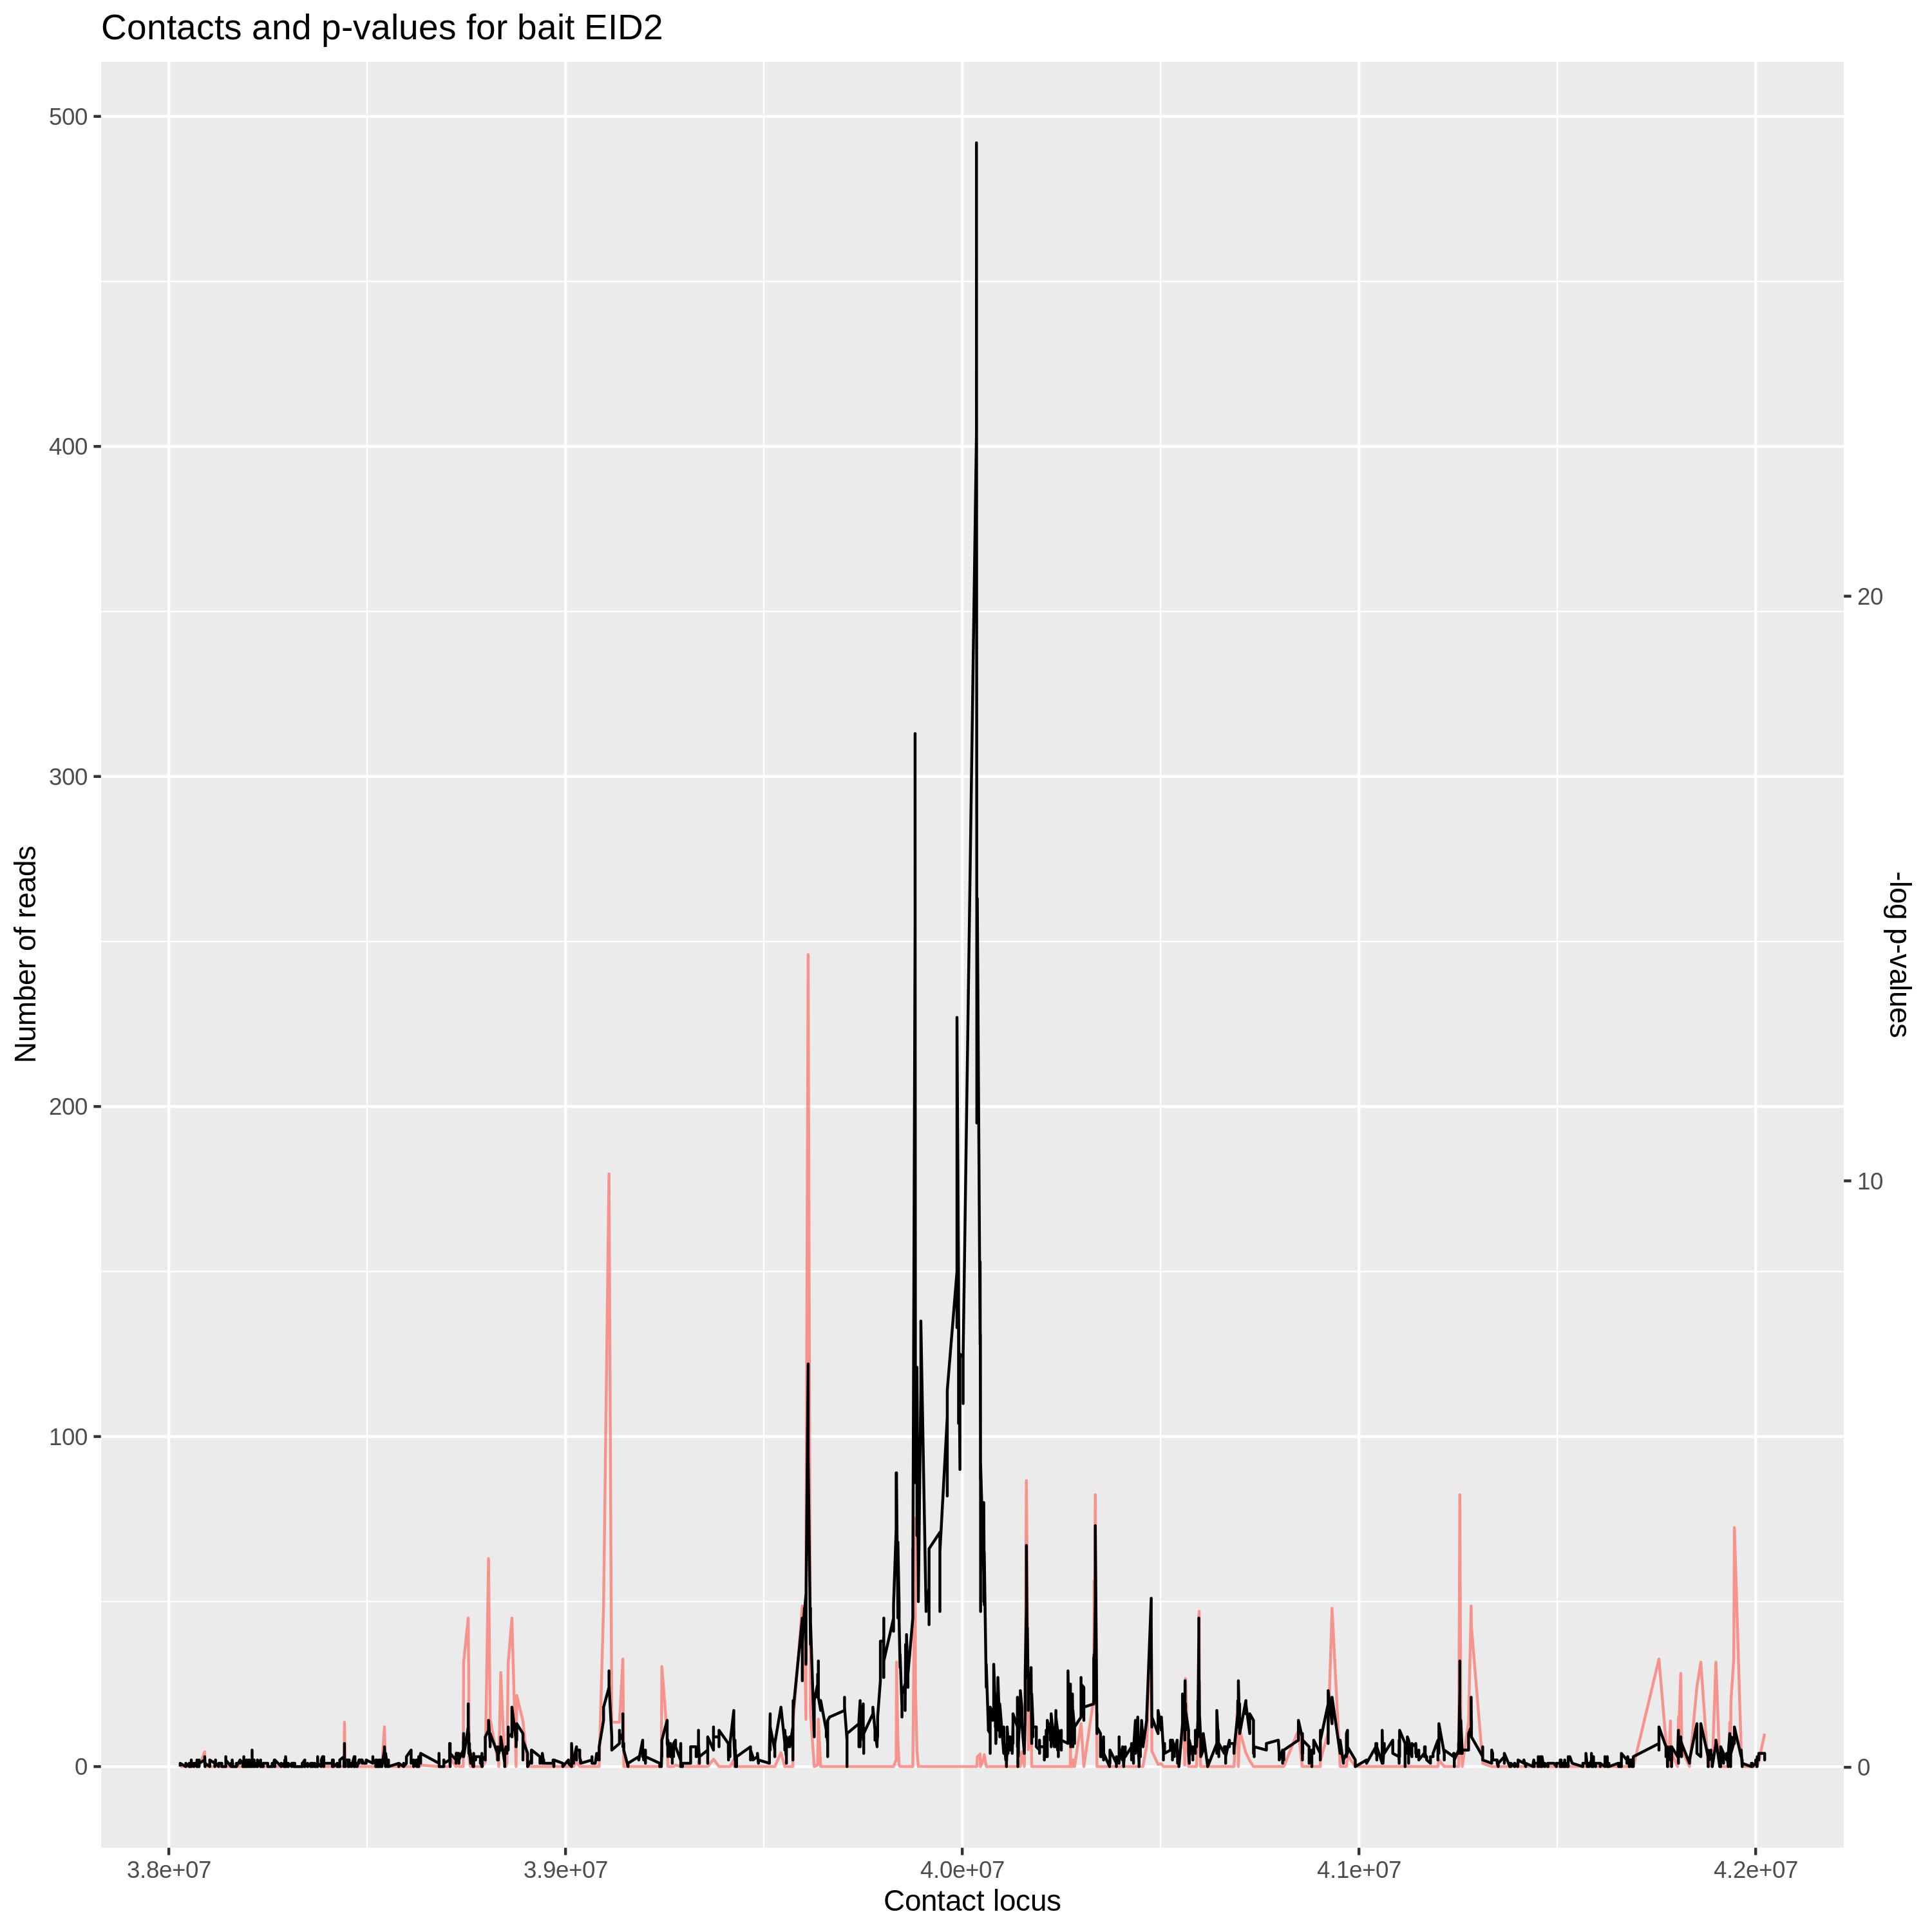 Contacts and p-values for bait EID2
500
400
300
200
100
0
Number of reads
20
10
0
-log p-values
3.8e+07
3.9e+07
4.0e+07
4.1e+07
4.2e+07
Contact locus